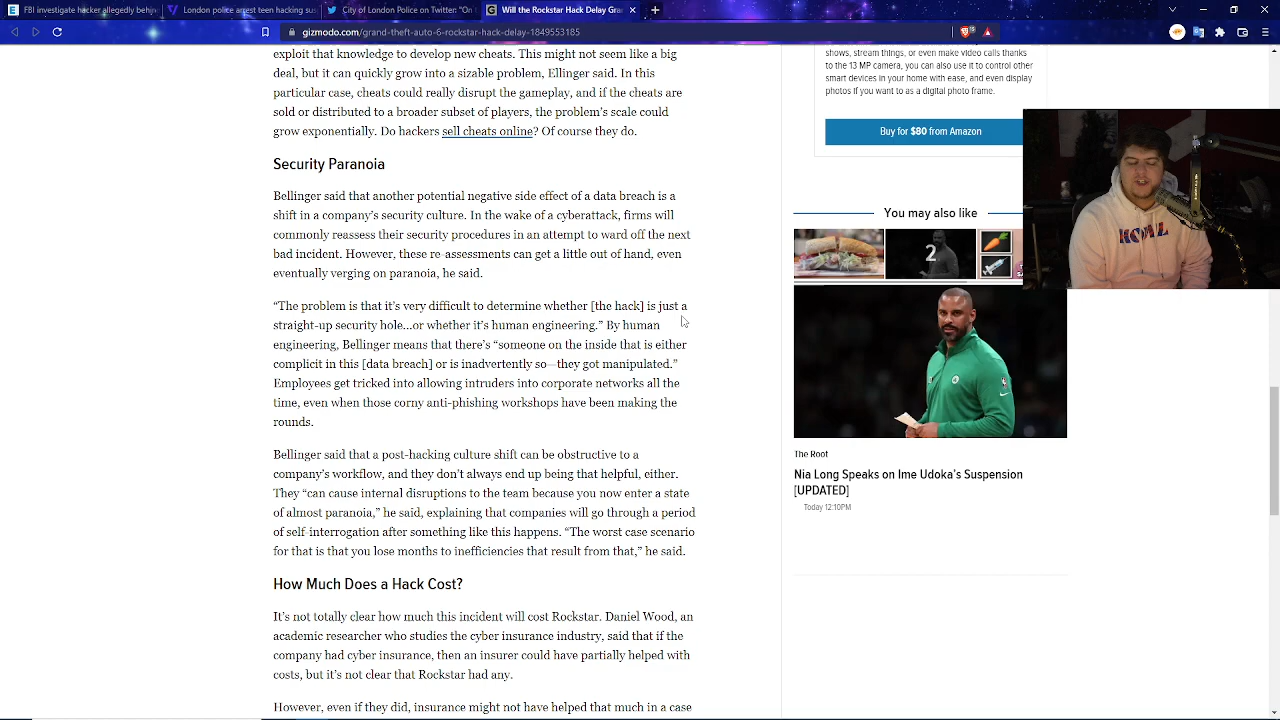 FBI investigate hacker allegedly behi
London police arrest teen hacking sus
City of London Police on Twitter: "On
Will the Rockstar Hack Delay Gra
gizmodo.com/grand-theft-auto-6-rockstar-hack-delay-1849553185
exploit that knowledge to develop new cheats. This might not seem like a big
deal, but it can quickly grow into a sizable problem, Ellinger said. In this
particular case, cheats could really disrupt the gameplay, and if the cheats are
sold or distributed to a broader subset of players, the problem's scale could
grow exponentially. Do hackers sell cheats online? Of course they do.
Security Paranoia
Bellinger said that another potential negative side effect of a data breach is a
shift in a company's security culture. In the wake of a cyberattack, firms will
commonly reassess their security procedures in an attempt to ward off the next
bad incident. However, these re-assessments can get a little out of hand, even
eventually verging on paranoia, he said.
"The problem is that it's very difficult to determine whether [the hack] is just a
straight-up security hole...or whether it's human engineering." By human
engineering, Bellinger means that there's "someone on the inside that is either
complicit in this [data breach] or is inadvertently so—they got manipulated."
Employees get tricked into allowing intruders into corporate networks all the
time, even when those corny anti-phishing workshops have been making the
rounds.
Bellinger said that a post-hacking culture shift can be obstructive to a
company's workflow, and they don't always end up being that helpful, either.
They "can cause internal disruptions to the team because you now enter a state
of almost paranoia," he said, explaining that companies will go through a period
of self-interrogation after something like this happens. "The worst case scenario
for that is that you lose months to inefficiencies that result from that," he said.
How Much Does a Hack Cost?
It's not totally clear how much this incident will cost Rockstar. Daniel Wood, an
academic researcher who studies the cyber insurance industry, said that if the
company had cyber insurance, then an insurer could have partially helped with
costs, but it's not clear that Rockstar had any.
However, even if they did, insurance might not have helped that much in a case
shows, stream things, or even make video calls thanks
to the 13 MP camera, you can also use it to control other
smart devices in your home with ease, and even display
photos if you want to as a digital photo frame.
Buy for $80 from Amazon
You may also like
2
The Root
Nia Long Speaks on Ime Udoka's Suspension
[UPDATED]
Today 12:10PM